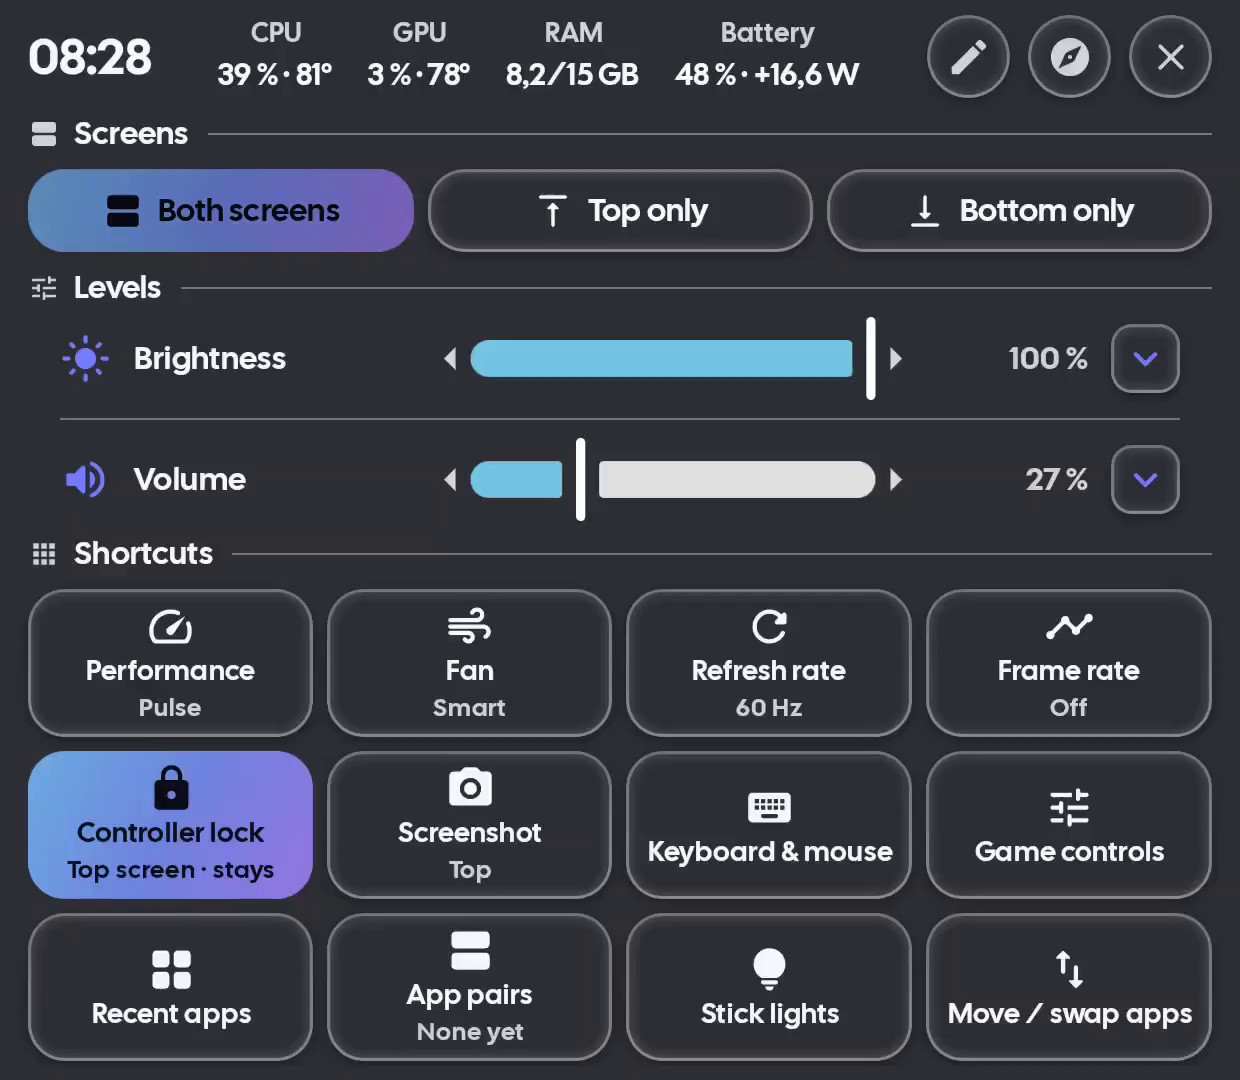 08:28
CPU
39 % · 81°
GPU
3 % · 78°
RAM
8,2/15 GB
Battery
48 % · +16,6 W
Screens
Both screens
Top only
Bottom only
Levels
Brightness
100 %
Volume
27 %
Shortcuts
Performance
Pulse
Fan
Smart
Refresh rate
60 Hz
Frame rate
Off
Controller lock
Top screen · stays
Screenshot
Top
Keyboard & mouse
Game controls
Recent apps
App pairs
None yet
Stick lights
Move / swap apps